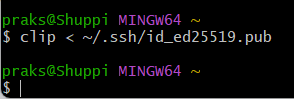 praks@Shuppi MINGW64 ~
$ clip < ~/.ssh/id_ed25519.pub
praks@Shuppi MINGW64 ~
$